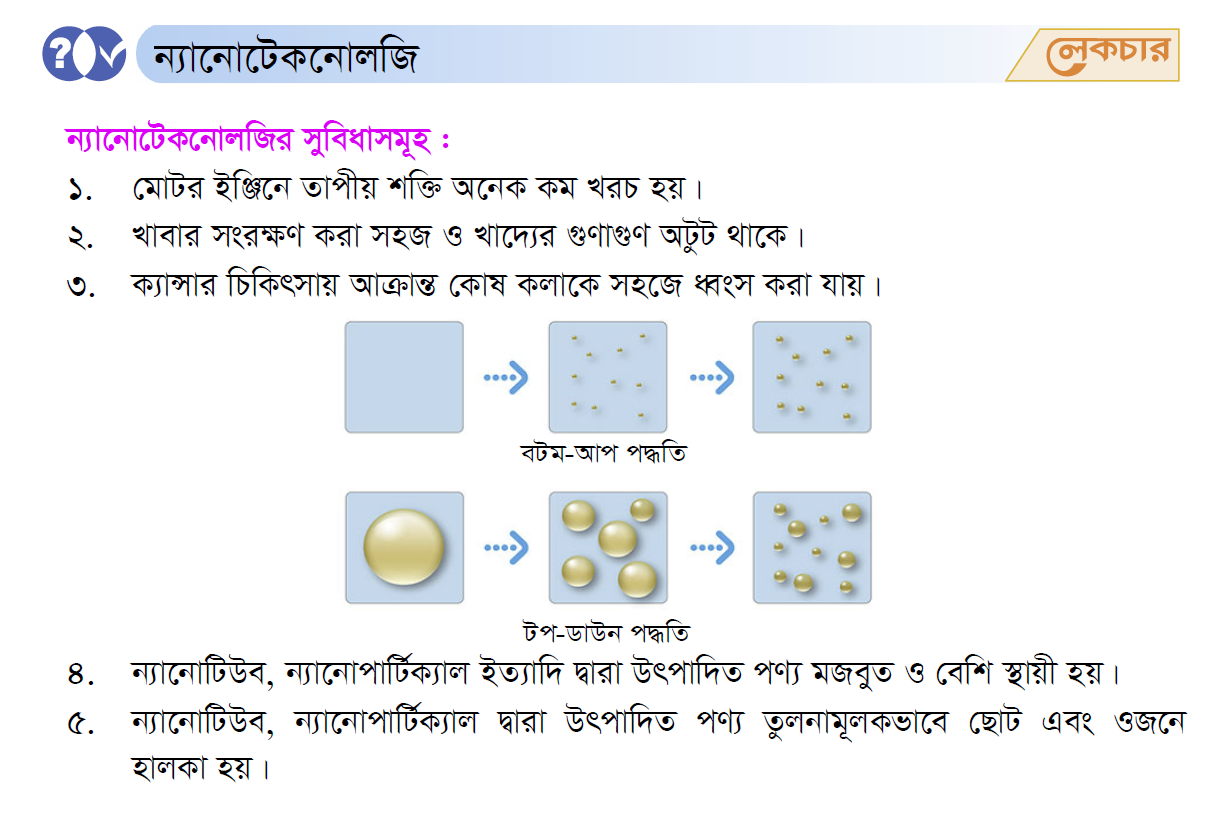 ন্যানোটেকনোলজি
লেকচার
ন্যানোটেকনোলজির সুবিধাসমূহ :
১. মোটর ইঞ্জিনে তাপীয় শক্তি অনেক কম খরচ হয়।
২. খাবার সংরক্ষণ করা সহজ ও খাদ্যের গুণাগুণ অটুট থাকে।
৩. ক্যান্সার চিকিৎসায় আক্রান্ত কোষ কলাকে সহজে ধ্বংস করা যায়।
বটম-আপ পদ্ধতি
টপ-ডাউন পদ্ধতি
৪. ন্যানোটিউব, ন্যানোপার্টিক্যাল ইত্যাদি দ্বারা উৎপাদিত পণ্য মজবুত ও বেশি স্থায়ী হয়।
৫. ন্যানোটিউব, ন্যানোপার্টিক্যাল দ্বারা উৎপাদিত পণ্য তুলনামূলকভাবে ছোট এবং ওজনে
হালকা হয়।